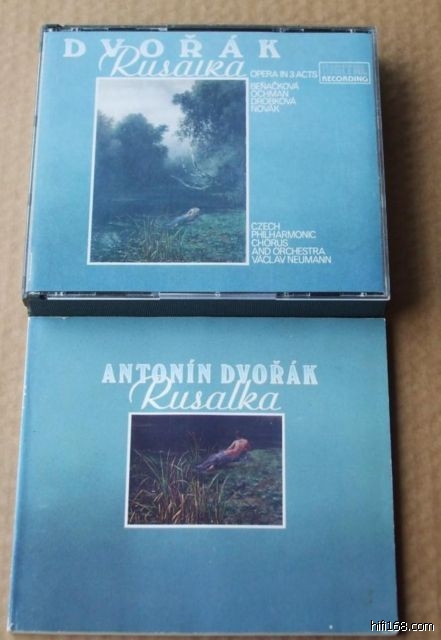 DVOŘÁK
Rusalka
OPERA IN 3 ACTS
DIGITAL
RECORDING
BEŇAČKOVÁ
OCHMAN
DROBKOVÁ
NOVÁK
CZECH
PHILHARMONIC
CHORUS
AND ORCHESTRA
VÁCLAV NEUMANN
ANTONÍN DVOŘÁK
Rusalka
hifi168.com